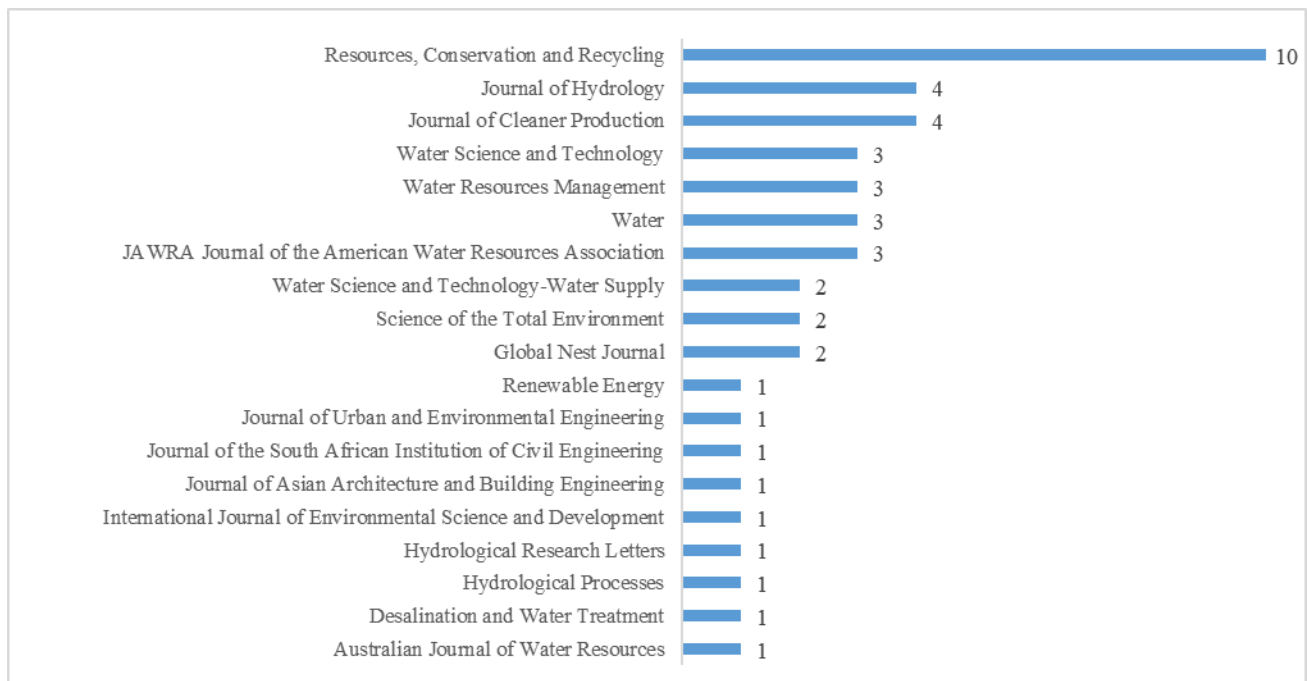 Resources, Conservation and Recycling 10
Journal of Hydrology 4
Journal of Cleaner Production 4
Water Science and Technology 3
Water Resources Management 3
Water 3
JAWRA Journal of the American Water Resources Association 3
Water Science and Technology-Water Supply 2
Science of the Total Environment 2
Global Nest Journal 2
Renewable Energy 1
Journal of Urban and Environmental Engineering 1
Journal of the South African Institution of Civil Engineering 1
Journal of Asian Architecture and Building Engineering 1
International Journal of Environmental Science and Development 1
Hydrological Research Letters 1
Hydrological Processes 1
Desalination and Water Treatment 1
Australian Journal of Water Resources 1